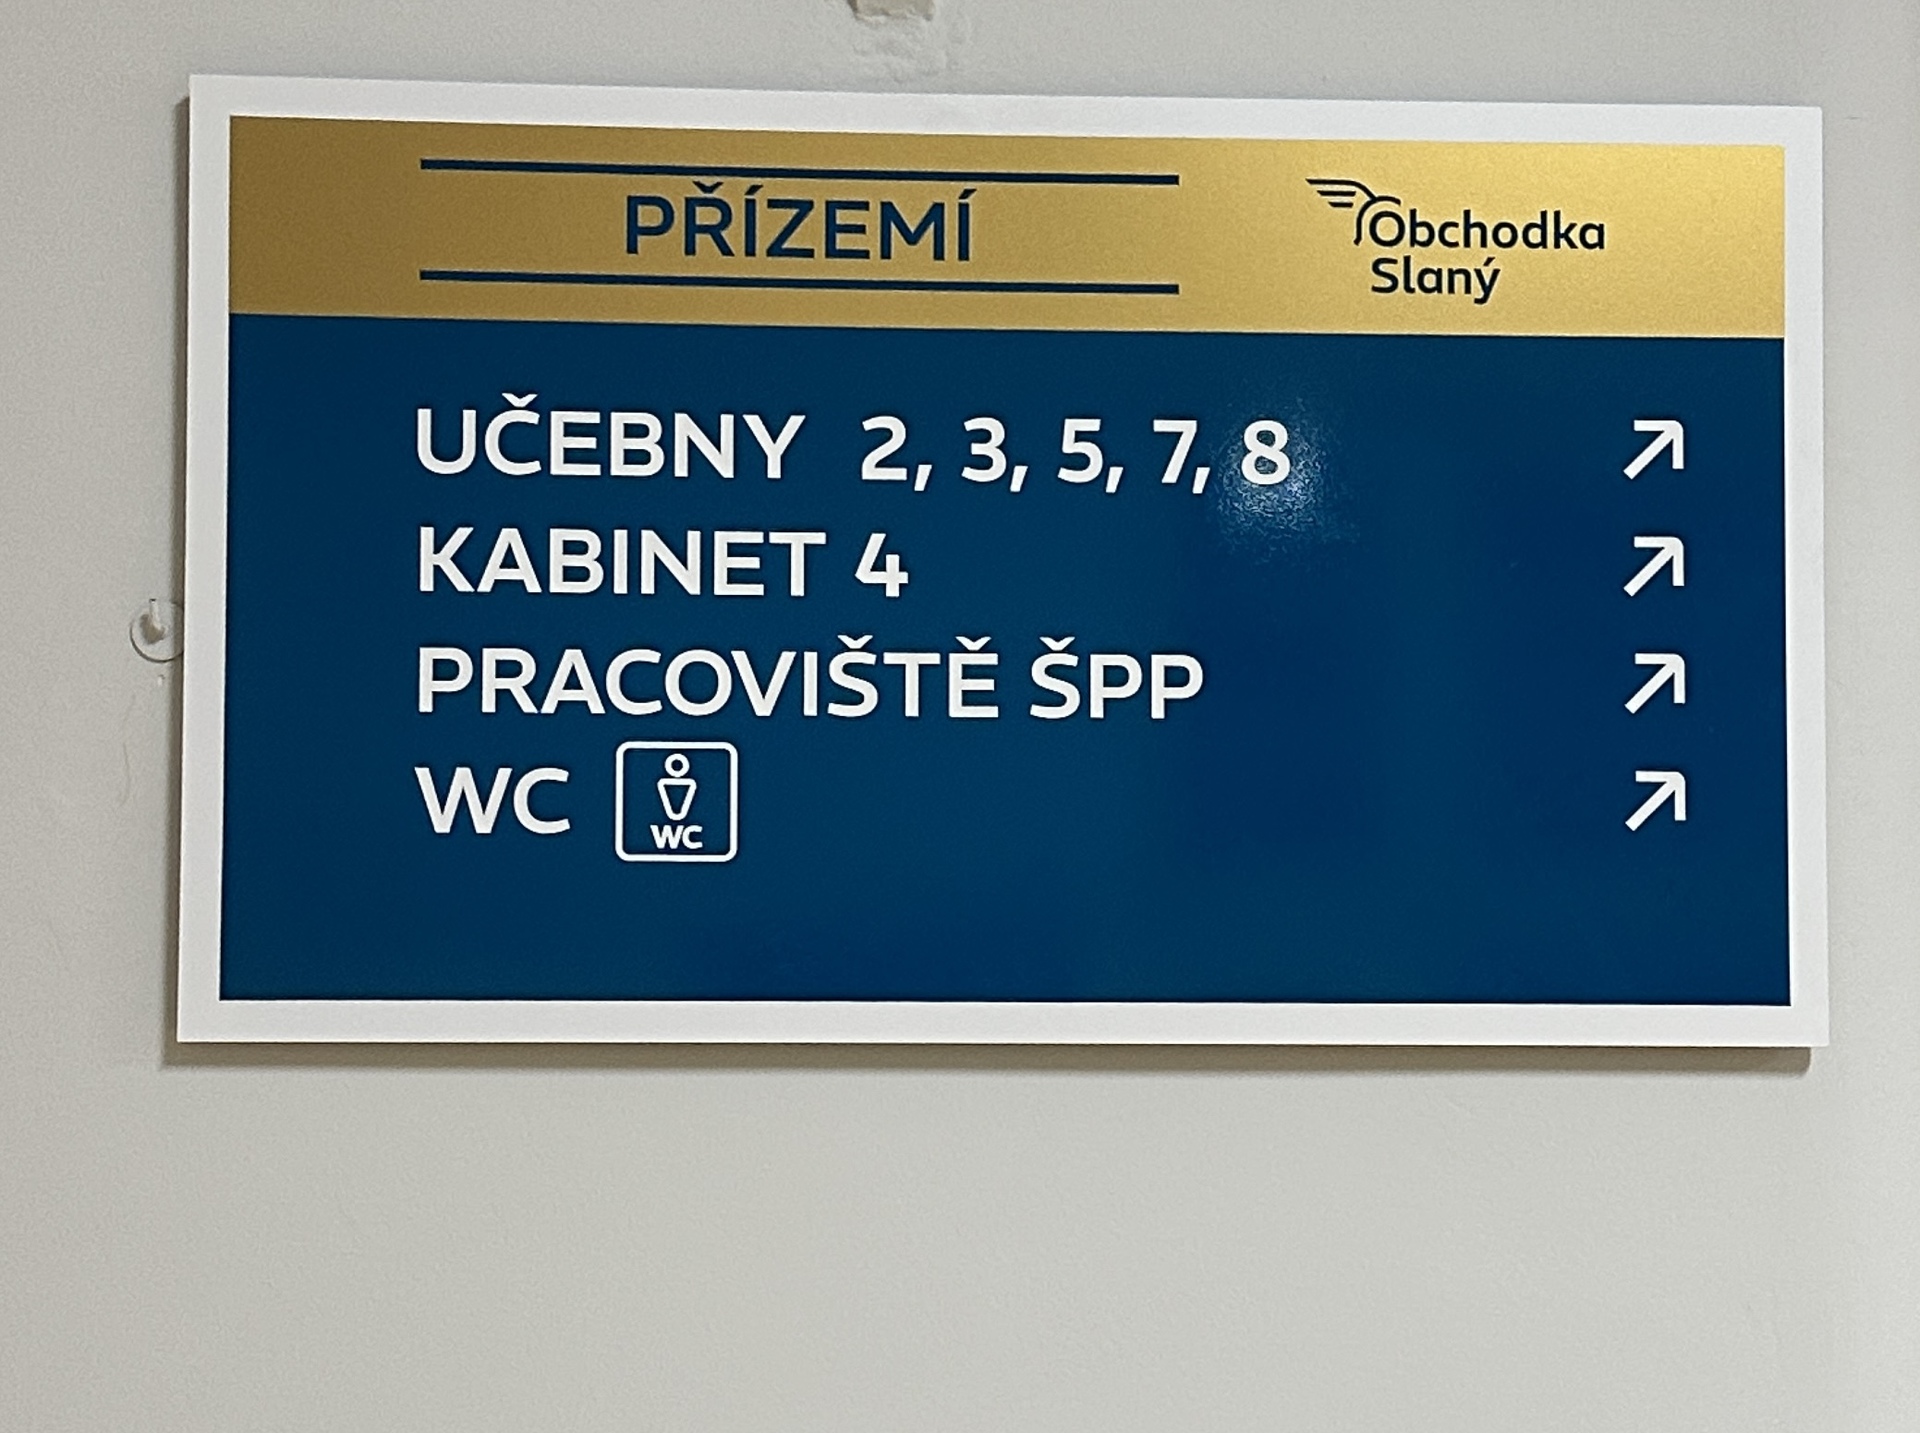 PŘÍZEMÍ
Obchodka
Slaný
UČEBNY 2, 3, 5, 7, 8
KABINET 4
PRACOVIŠTĚ ŠPP
WC
WC